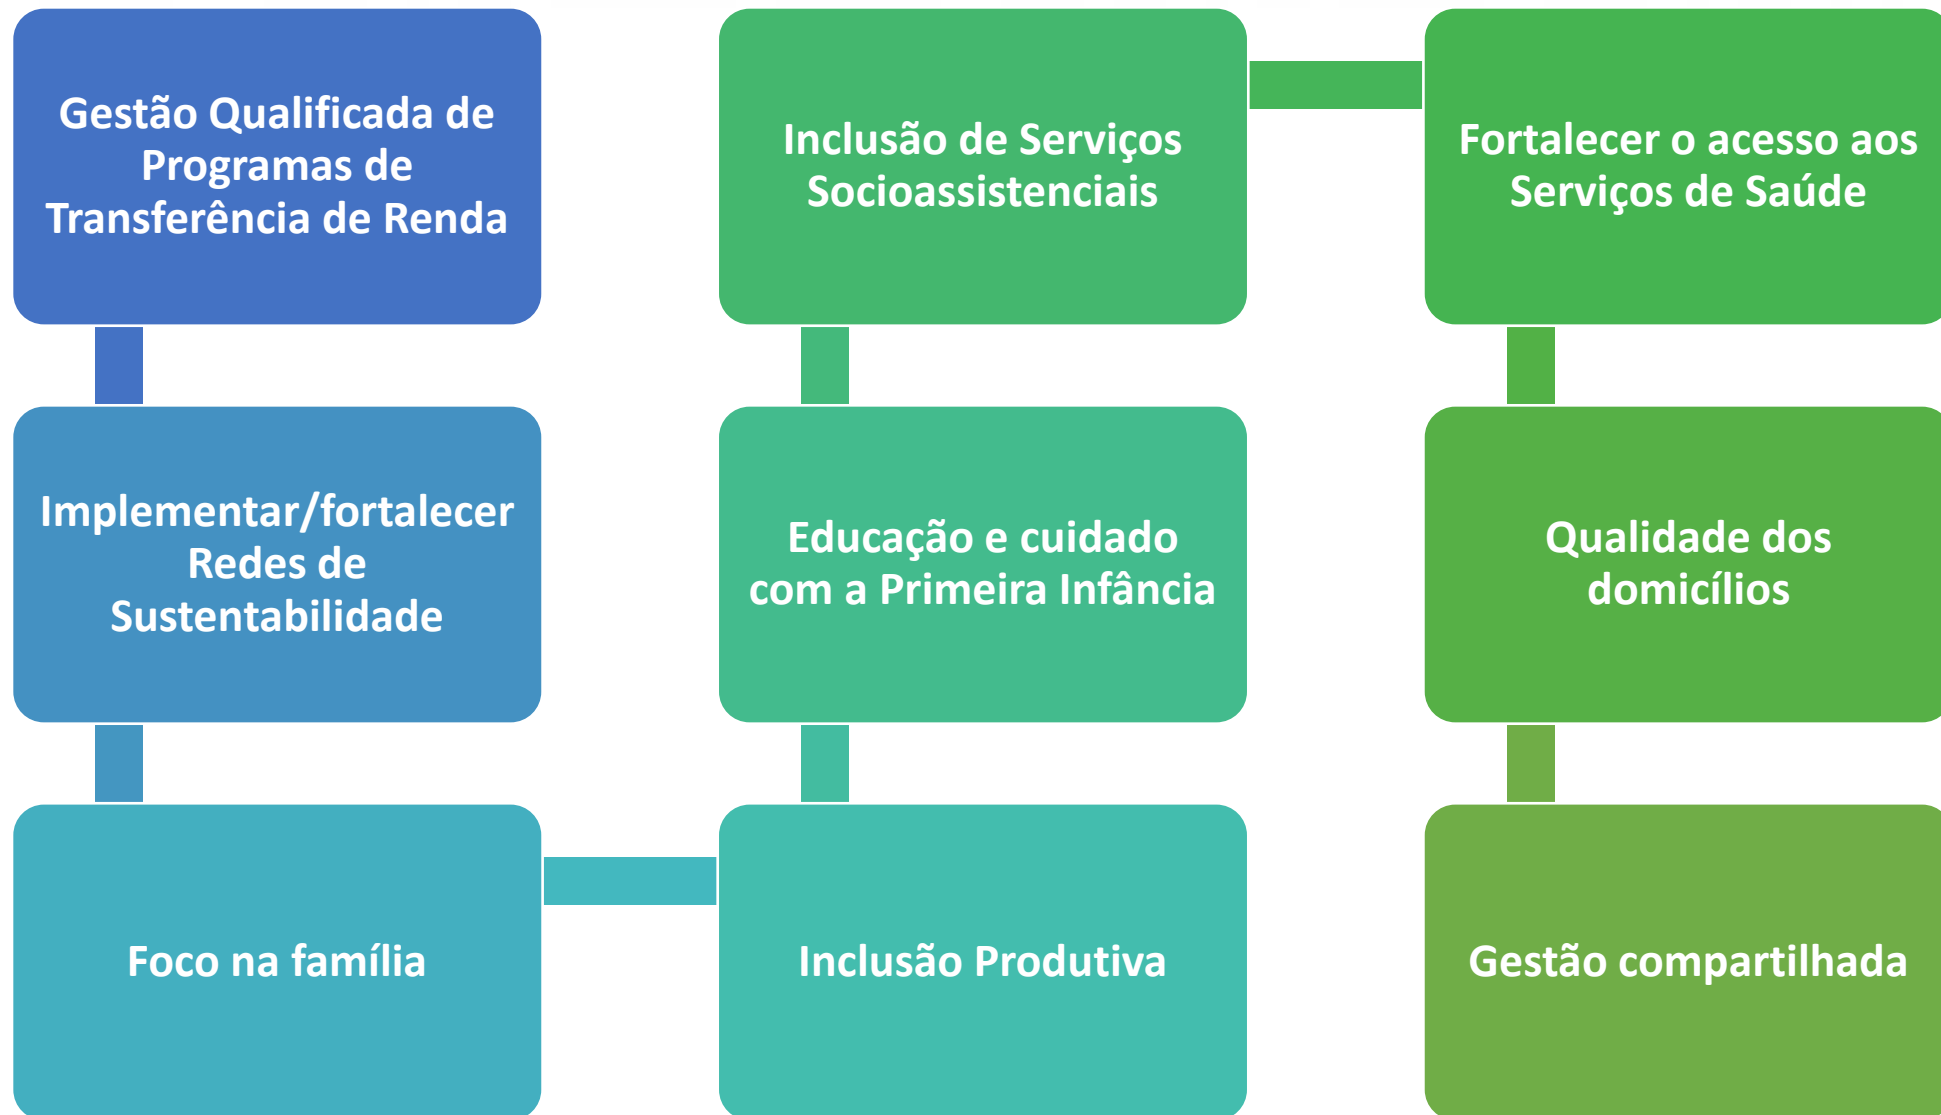 Gestão Qualificada de
Programas de
Transferência de Renda
Implementar/fortalecer
Redes de
Sustentabilidade
Foco na família
Inclusão Produtiva
Educação e cuidado
com a Primeira Infância
Inclusão de Serviços
Socioassistenciais
Fortalecer o acesso aos
Serviços de Saúde
Qualidade dos
domicílios
Gestão compartilhada